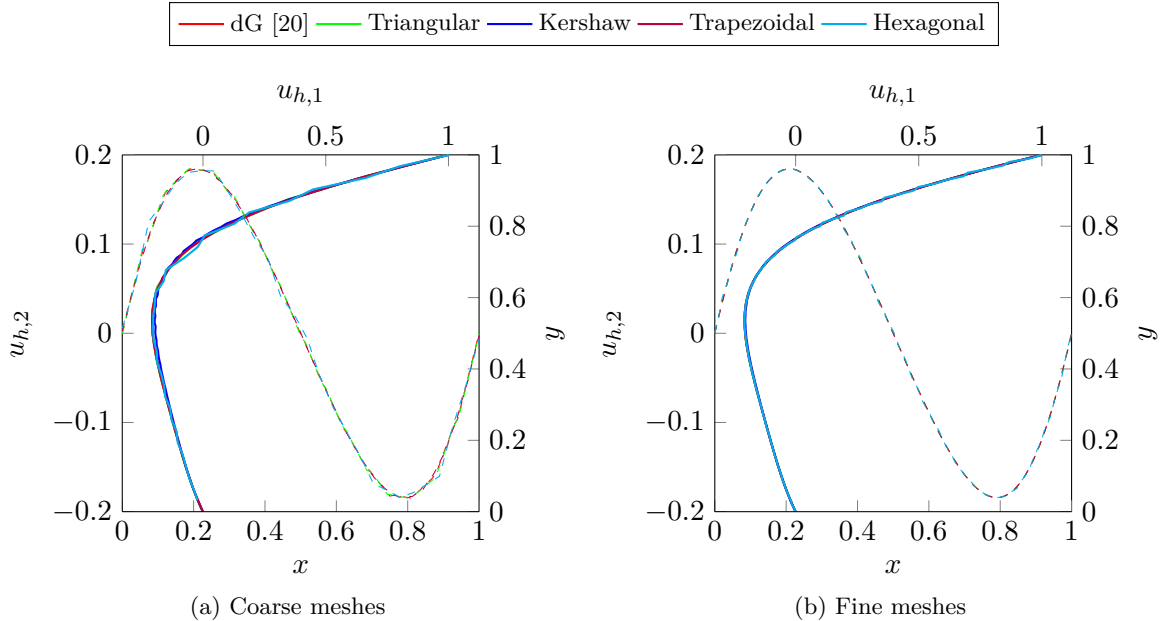 dG [20] Triangular Kershaw Trapezoidal Hexagonal
u_{h,1}
0 0.5 1
0.2 1
0.1 0.8
0.6
0
0.4
−0.1 0.2
−0.2 0
0 0.2 0.4 0.6 0.8 1
u_{h,2}
y
x
(a) Coarse meshes
u_{h,1}
0 0.5 1
0.2 1
0.1 0.8
0.6
0
0.4
−0.1 0.2
−0.2 0
0 0.2 0.4 0.6 0.8 1
u_{h,2}
y
x
(b) Fine meshes